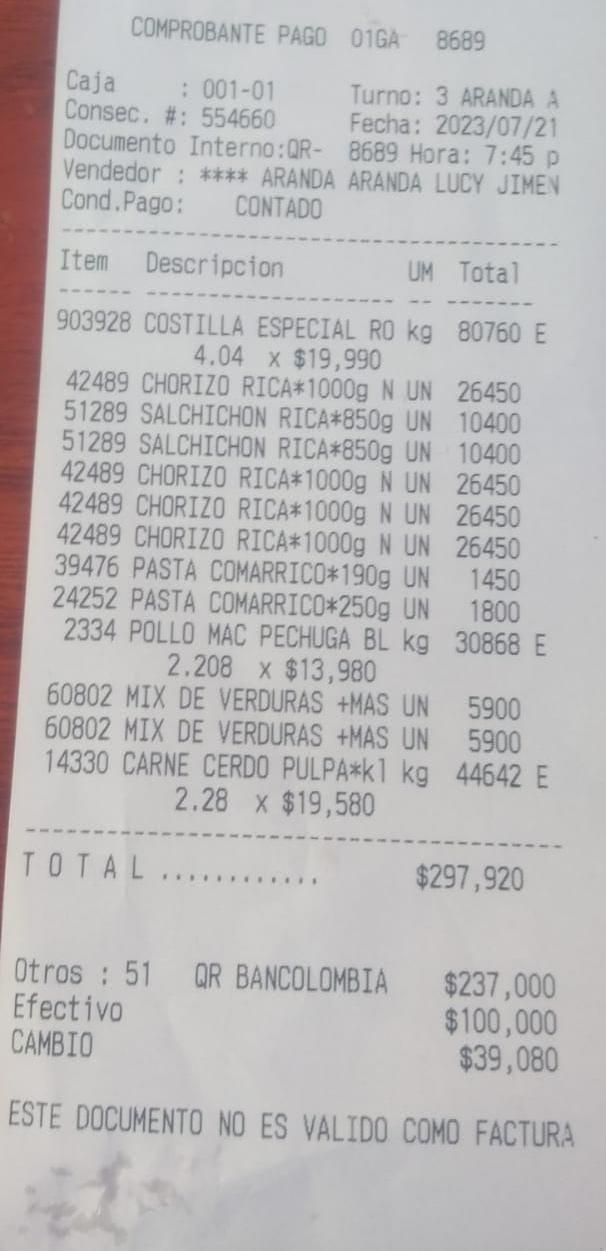 COMPROBANTE PAGO 01GA 8689
Caja : 001-01 Turno: 3 ARANDA A
Consec. #: 554660 Fecha: 2023/07/21
Documento Interno:QR- 8689 Hora: 7:45 p
Vendedor : **** ARANDA ARANDA LUCY JIMEN
Cond.Pago: CONTADO
Item Descripcion UM Total
903928 COSTILLA ESPECIAL RO kg 80760 E
4.04 x $19,990
42489 CHORIZO RICA*1000g N UN 26450
51289 SALCHICHON RICA*850g UN 10400
51289 SALCHICHON RICA*850g UN 10400
42489 CHORIZO RICA*1000g N UN 26450
42489 CHORIZO RICA*1000g N UN 26450
42489 CHORIZO RICA*1000g N UN 26450
39476 PASTA COMARRICO*190g UN 1450
24252 PASTA COMARRICO*250g UN 1800
2334 POLLO MAC PECHUGA BL kg 30868 E
2.208 x $13,980
60802 MIX DE VERDURAS +MAS UN 5900
60802 MIX DE VERDURAS +MAS UN 5900
14330 CARNE CERDO PULPA*k1 kg 44642 E
2.28 x $19,580
T O T A L ............ $297,920
Otros : 51 QR BANCOLOMBIA $237,000
Efectivo $100,000
CAMBIO $39,080
ESTE DOCUMENTO NO ES VALIDO COMO FACTURA